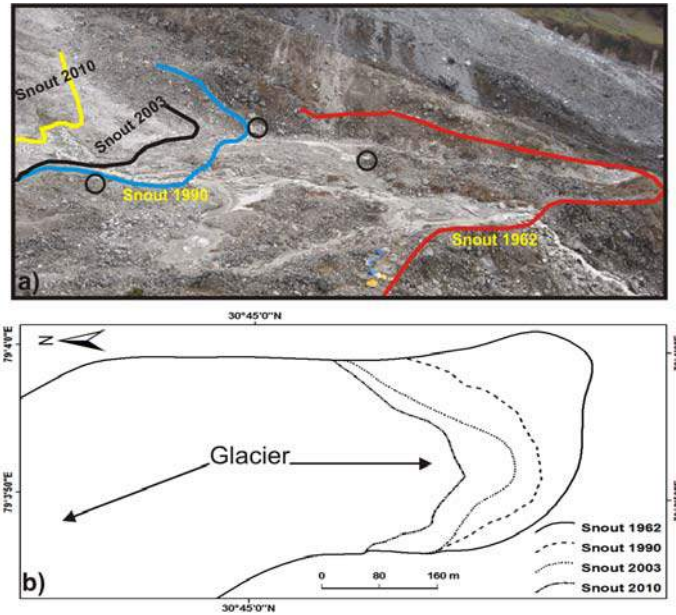 Snout 2010
Snout 2003
Snout 1990
Snout 1962
a)
30°45'0"N
N
79°4'0"E
Glacier
79°3'50"E
Snout 1962
Snout 1990
Snout 2003
Snout 2010
b)
0 80 160 m
30°45'0"N